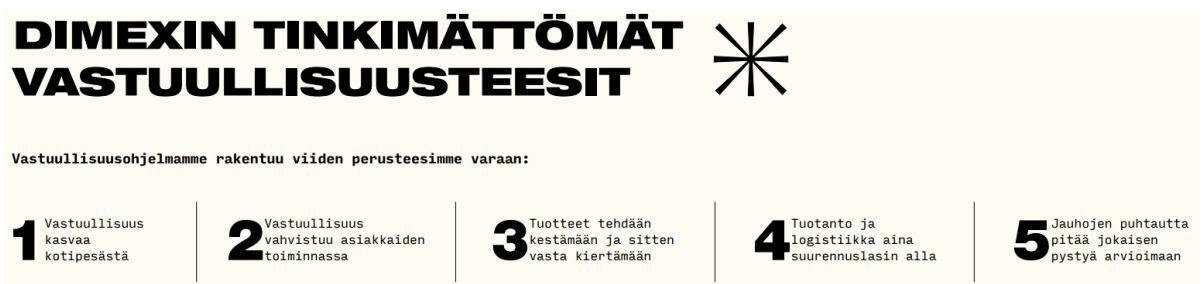 DIMEXIN TINKIMÄTTÖMÄT
VASTUULLISUUSTEESIT
Vastuullisuusohjelmamme rakentuu viiden perusteesimme varaan:
1
Vastuullisuus
kasvaa
kotipesästä
2
Vastuullisuus
vahvistuu asiakkaiden
toiminnassa
3
Tuotteet tehdään
kestämään ja sitten
vasta kiertämään
4
Tuotanto ja
logistiikka aina
suurennuslasin alla
5
Jauhojen puhtautta
pitää jokaisen
pystyä arvioimaan